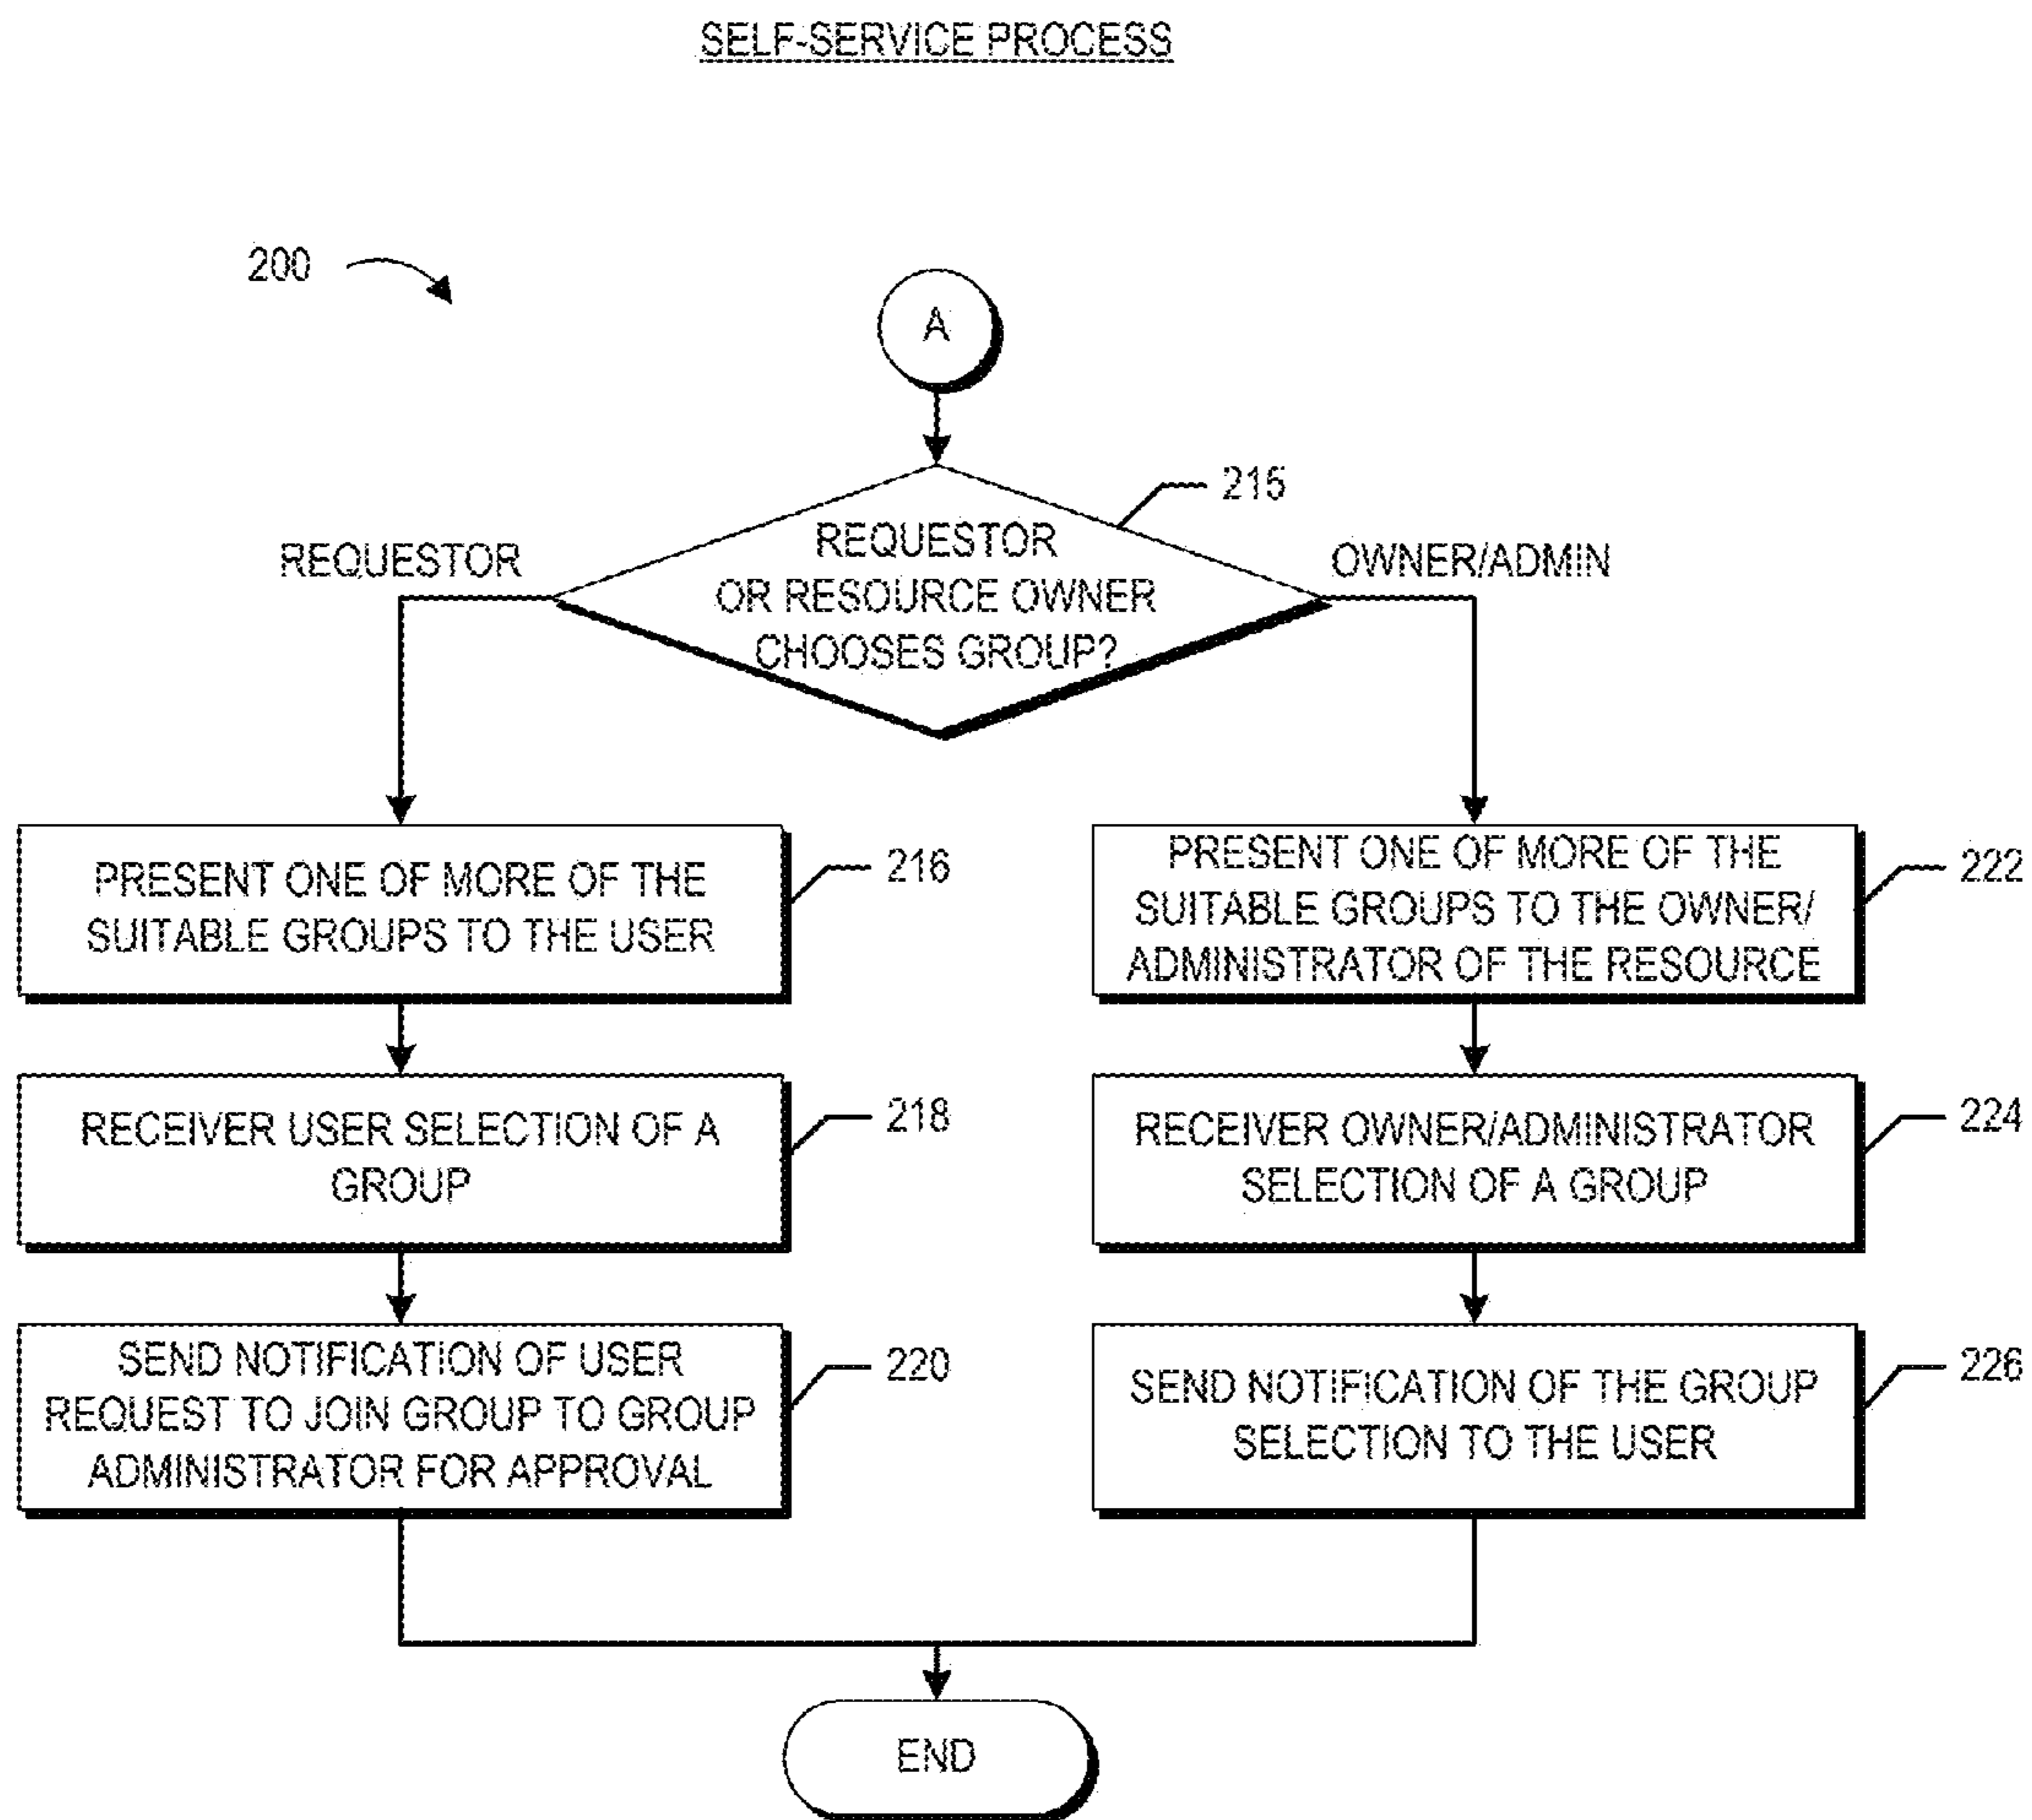 SELF-SERVICE PROCESS
200
A
215
REQUESTOR
OR RESOURCE OWNER
CHOOSES GROUP?
REQUESTOR
OWNER/ADMIN
PRESENT ONE OF MORE OF THE
SUITABLE GROUPS TO THE USER
216
RECEIVER USER SELECTION OF A
GROUP
218
SEND NOTIFICATION OF USER
REQUEST TO JOIN GROUP TO GROUP
ADMINISTRATOR FOR APPROVAL
220
PRESENT ONE OF MORE OF THE
SUITABLE GROUPS TO THE OWNER/
ADMINISTRATOR OF THE RESOURCE
222
RECEIVER OWNER/ADMINISTRATOR
SELECTION OF A GROUP
224
SEND NOTIFICATION OF THE GROUP
SELECTION TO THE USER
226
END